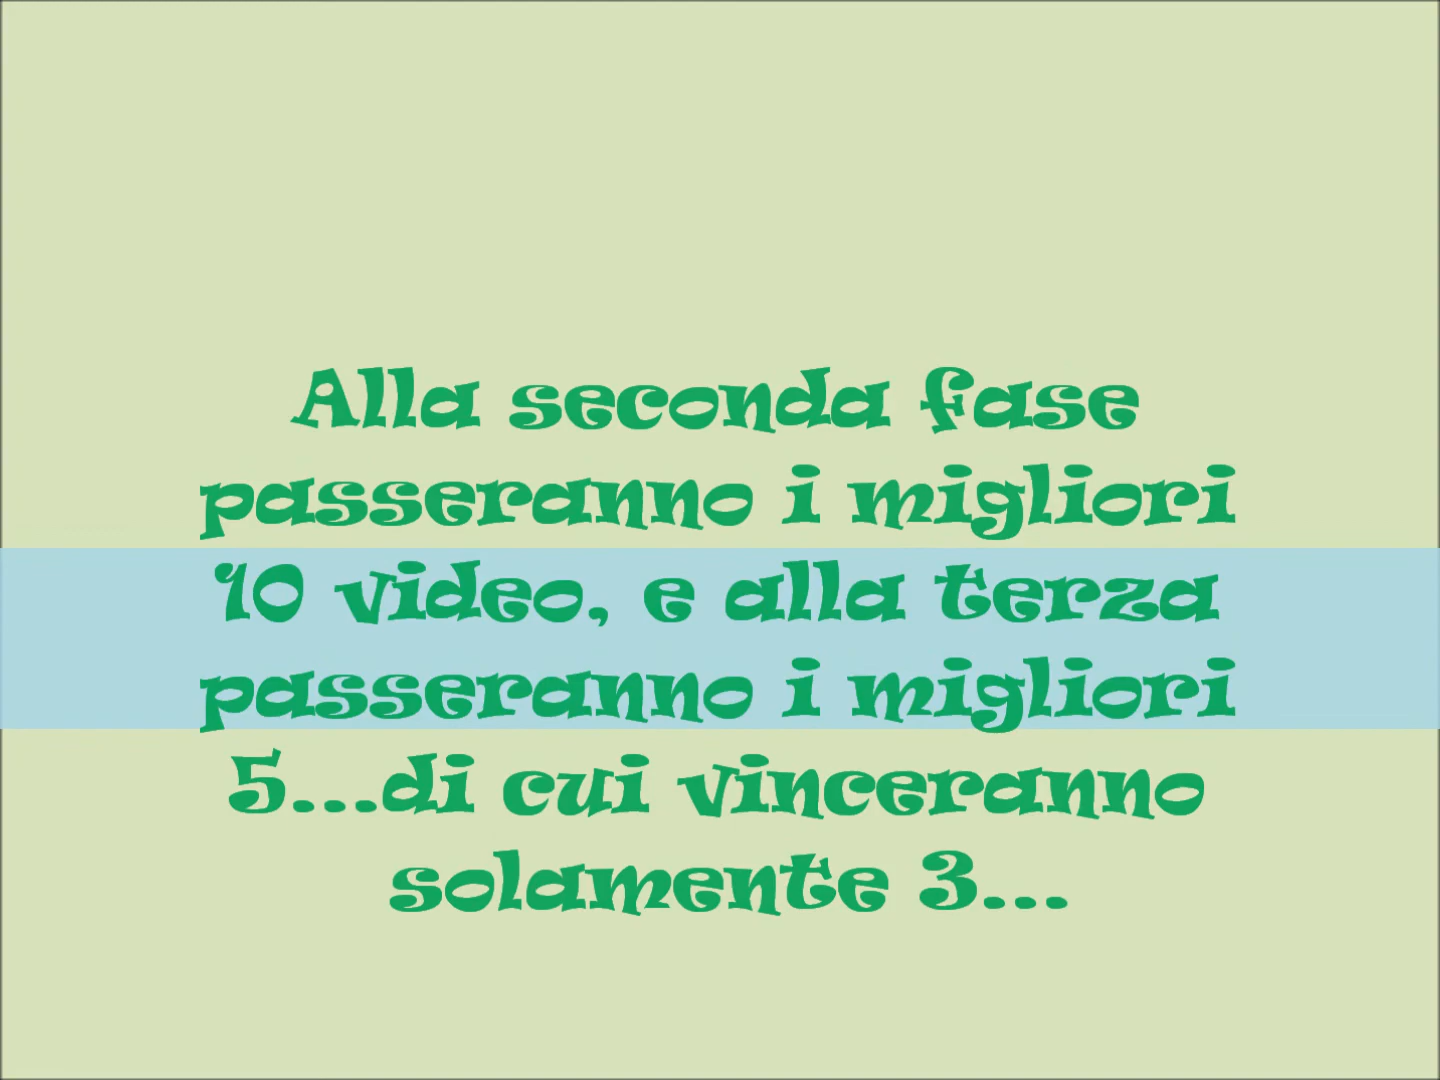 Alla seconda fase
passeranno i migliori
10 video, e alla terza
passeranno i migliori
5...di cui vinceranno
solamente 3...